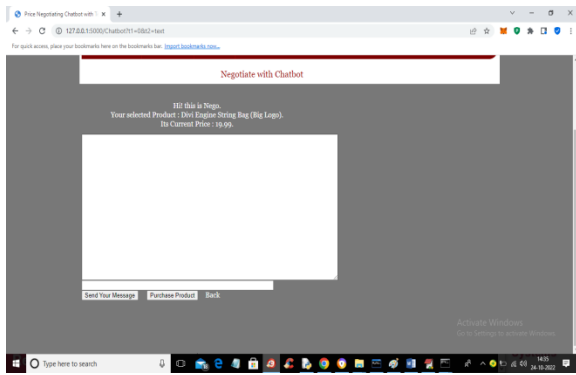 Price Negotiating Chatbot with
127.0.0.1:5000/Chatbot?t1=0&t2=text
For quick access, place your bookmarks here on the bookmarks bar. Import bookmarks now...
Negotiate with Chatbot
Hi! this is Nego.
Your selected Product : Divi Engine String Bag (Big Logo).
Its Current Price : 19.99.
Send Your Message Purchase Product Back
Activate Windows
Go to Settings to activate Windows.
Type here to search
14:35
24-10-2022